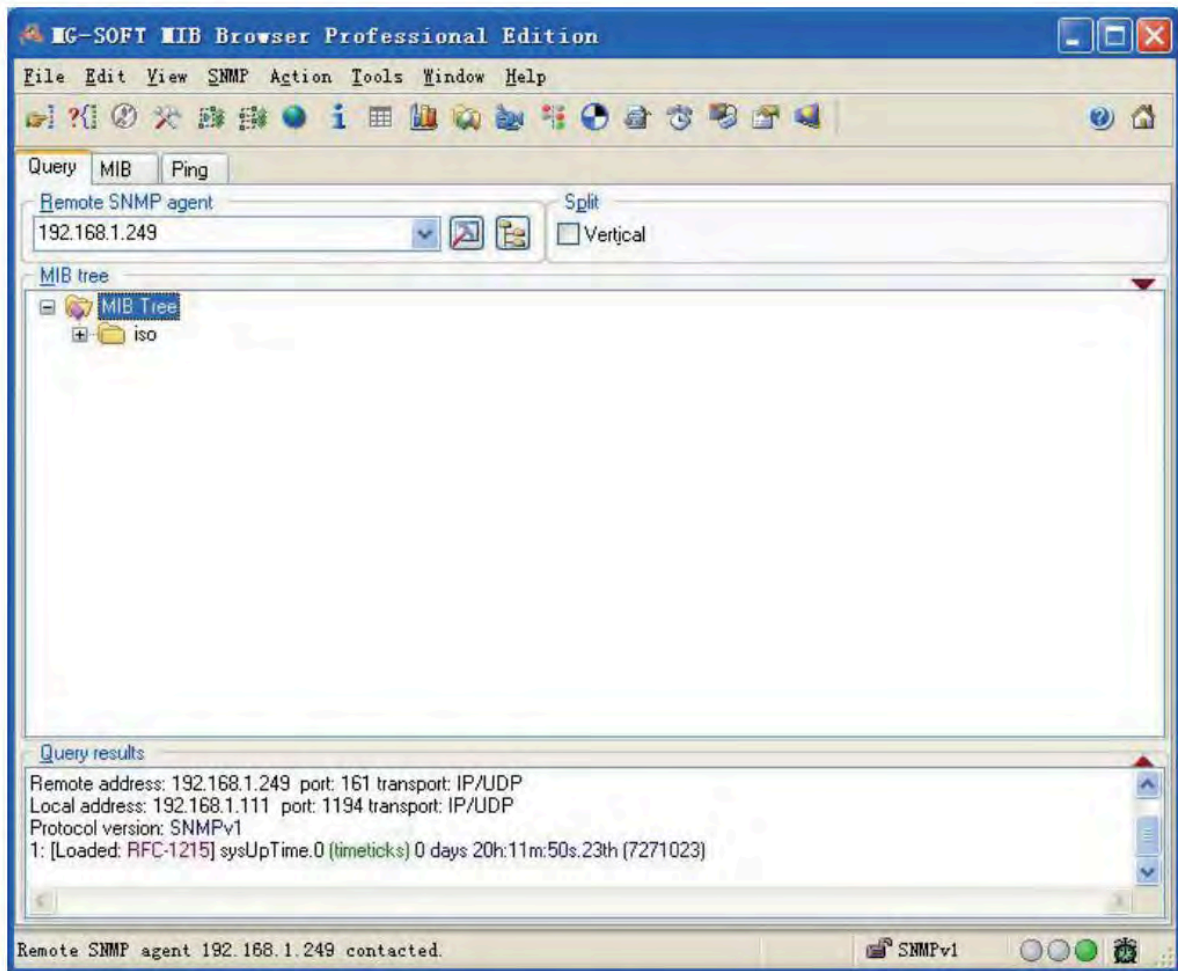 MG-SOFT MIB Browser Professional Edition
File Edit View SNMP Action Tools Window Help
Query MIB Ping
Remote SNMP agent Split
192.168.1.249 Vertical
MIB tree
MIB Tree
iso
Query results
Remote address: 192.168.1.249 port: 161 transport: IP/UDP
Local address: 192.168.1.111 port: 1194 transport: IP/UDP
Protocol version: SNMPv1
1: [Loaded: RFC-1215] sysUpTime.0 (timeticks) 0 days 20h:11m:50s.23th (7271023)
Remote SNMP agent 192.168.1.249 contacted. SNMPv1